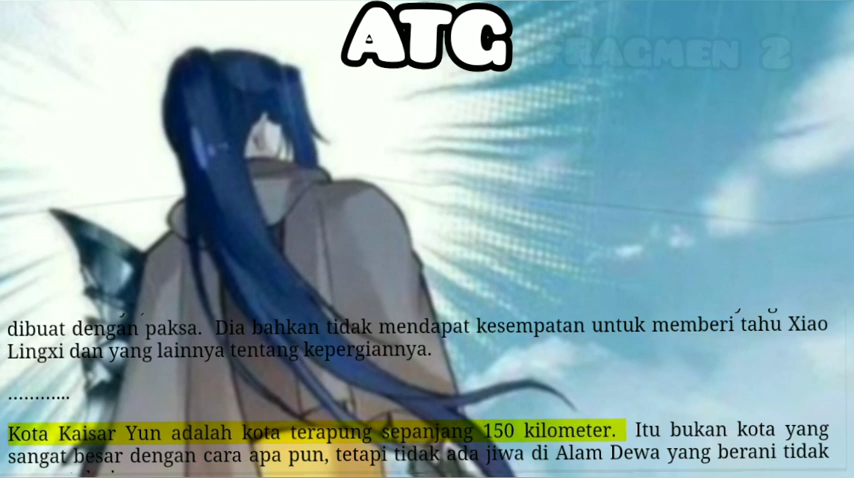 ATG
FRAGMEN 2
dibuat dengan paksa. Dia bahkan tidak mendapat kesempatan untuk memberi tahu Xiao
Lingxi dan yang lainnya tentang kepergiannya.
............
Kota Kaisar Yun adalah kota terapung sepanjang 150 kilometer. Itu bukan kota yang
sangat besar dengan cara apa pun, tetapi tidak ada jiwa di Alam Dewa yang berani tidak